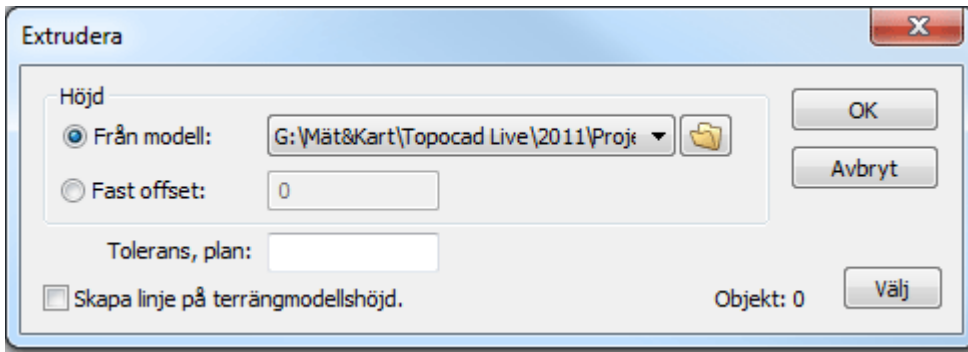 Extrudera
Höjd
Från modell: G:\Mät&Kart\Topocad Live\2011\Proje
OK
Fast offset: 0
Avbryt
Tolerans, plan:
Skapa linje på terrängmodellshöjd. Objekt: 0 Välj